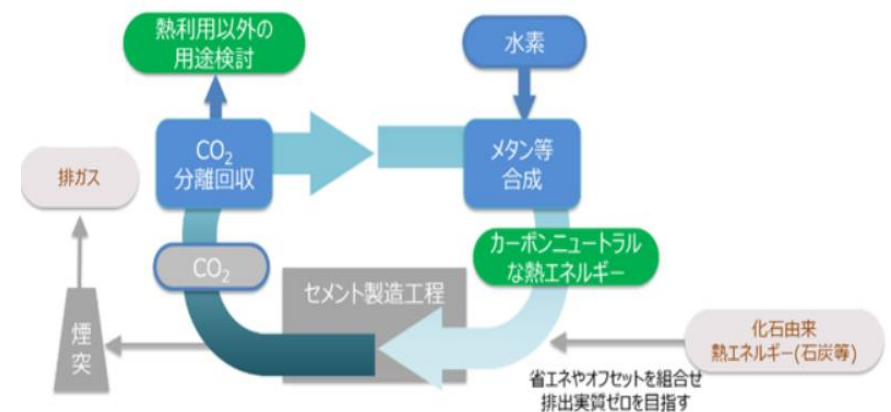 熱利用以外の
用途検討
水素
CO2
分離回収
メタン等
合成
排ガス
カーボンニュートラル
な熱エネルギー
CO2
セメント製造工程
煙
突
化石由来
熱エネルギー(石炭等)
省エネやオフセットを組合せ
排出実質ゼロを目指す